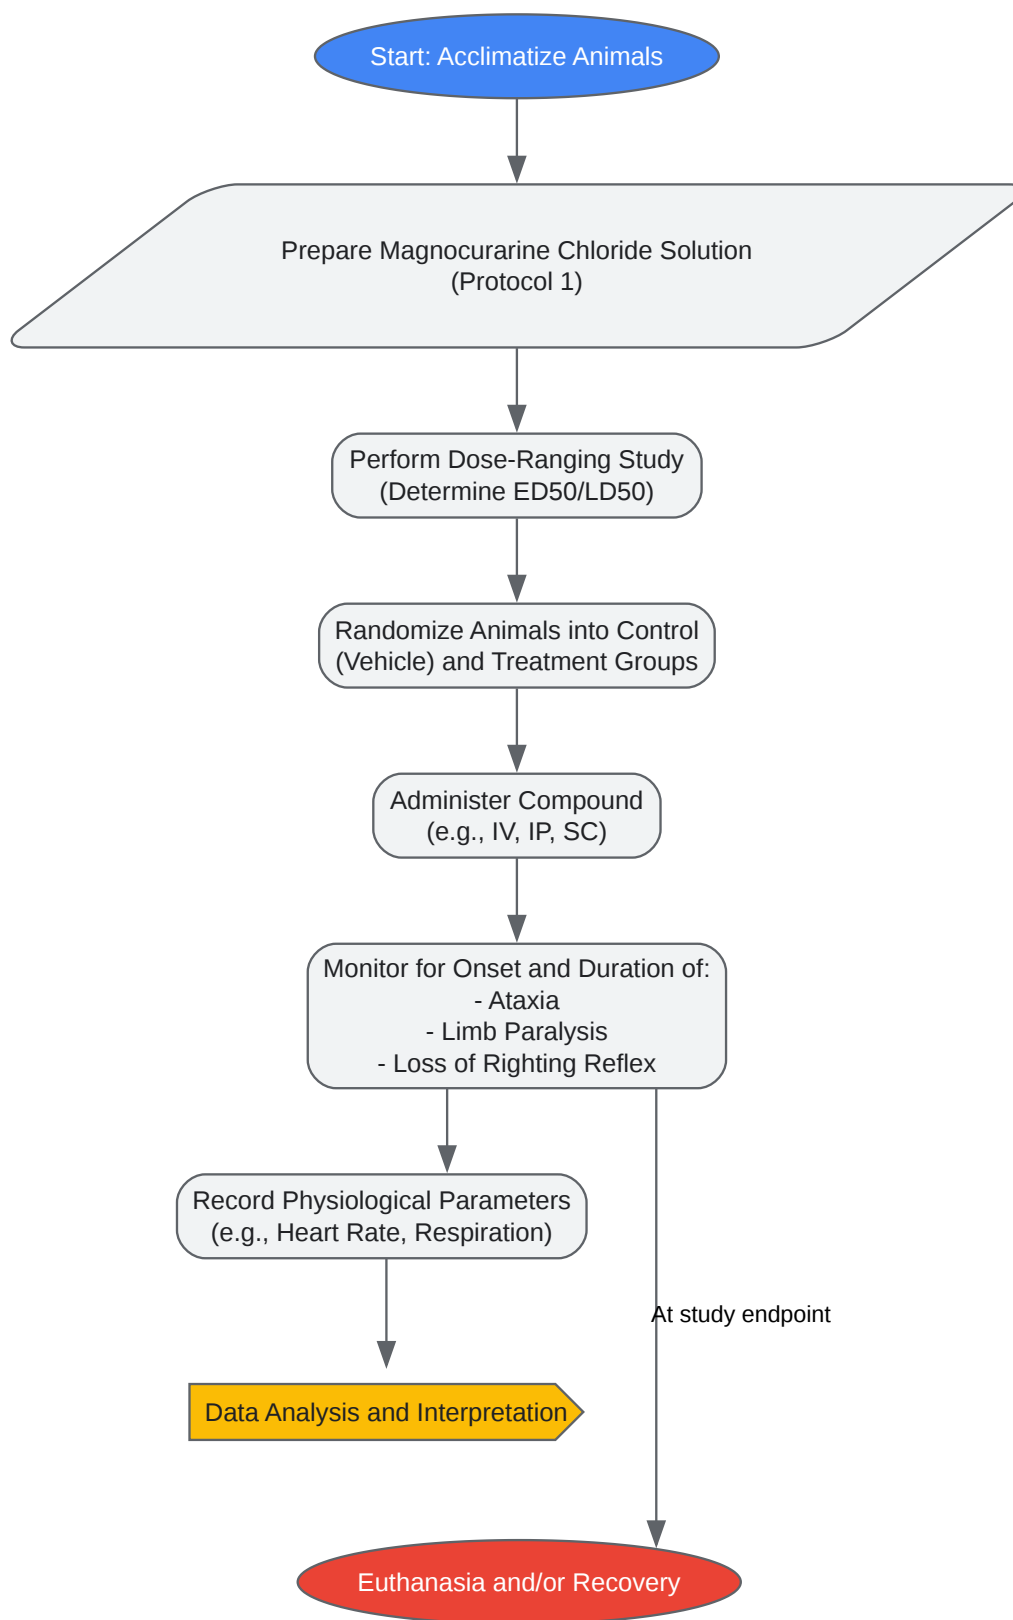 Start: Acclimatize Animals
Prepare Magnocurarine Chloride Solution
(Protocol 1)
Perform Dose-Ranging Study
(Determine ED50/LD50)
Randomize Animals into Control
(Vehicle) and Treatment Groups
Administer Compound
(e.g., IV, IP, SC)
Monitor for Onset and Duration of:
- Ataxia
- Limb Paralysis
- Loss of Righting Reflex
Record Physiological Parameters
(e.g., Heart Rate, Respiration)
At study endpoint
Data Analysis and Interpretation
Euthanasia and/or Recovery